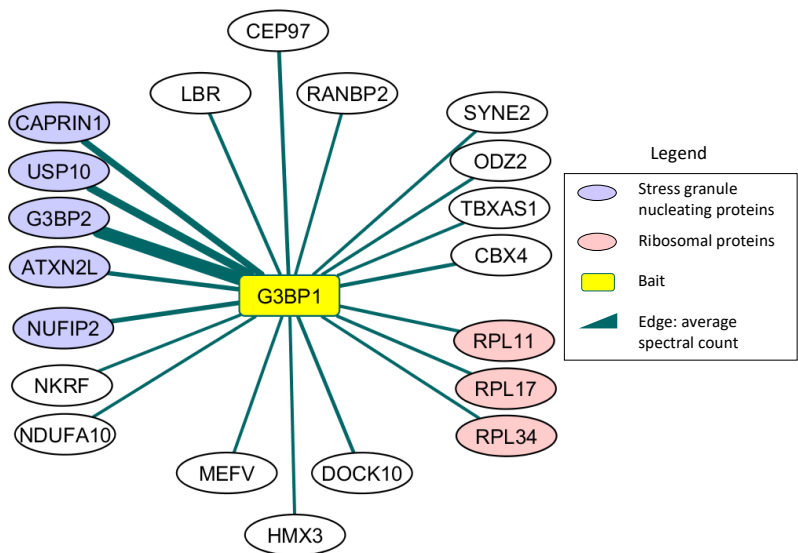 CEP97
LBR
RANBP2
CAPRIN1
USP10
G3BP2
ATXN2L
NUFIP2
NKRF
NDUFA10
SYNE2
ODZ2
TBXAS1
CBX4
G3BP1
RPL11
RPL17
RPL34
MEFV
DOCK10
HMX3
Legend
Stress granule
nucleating proteins
Ribosomal proteins
Bait
Edge: average
spectral count